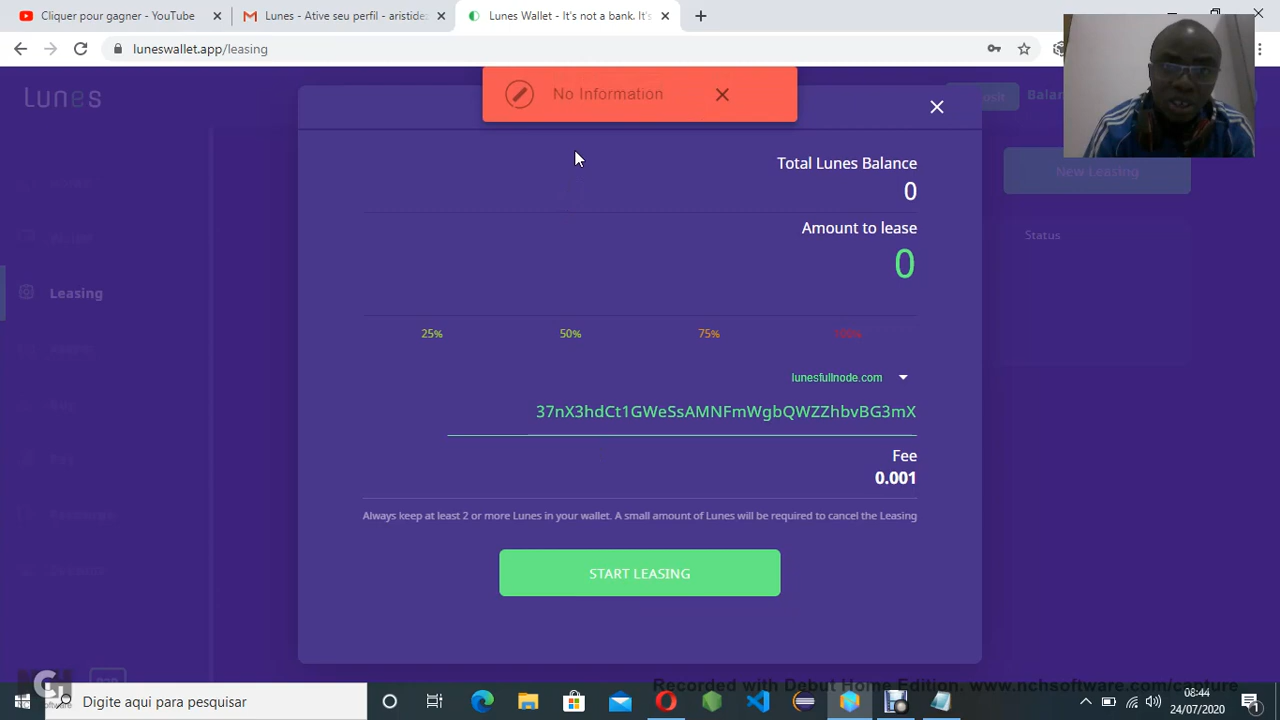 Cliquer pour gagner - YouTube
Lunes - Ative seu perfil - aristides
Lunes Wallet - It's not a bank. It's
luneswallet.app/leasing
Lunes
No Information
Balan
New Leasing
Total Lunes Balance
0
Amount to lease
0
Status
Leasing
25% 50% 75% 100%
lunesfullnode.com
37nX3hdCt1GWeSsAMNFmWgbQWZZhbvBG3mX
Fee
0.001
Always keep at least 2 or more Lunes in your wallet. A small amount of Lunes will be required to cancel the Leasing
START LEASING
Recorded with Debut Home Edition. www.nchsoftware.com/capture
Digite aqui para pesquisar
08:44
24/07/2020